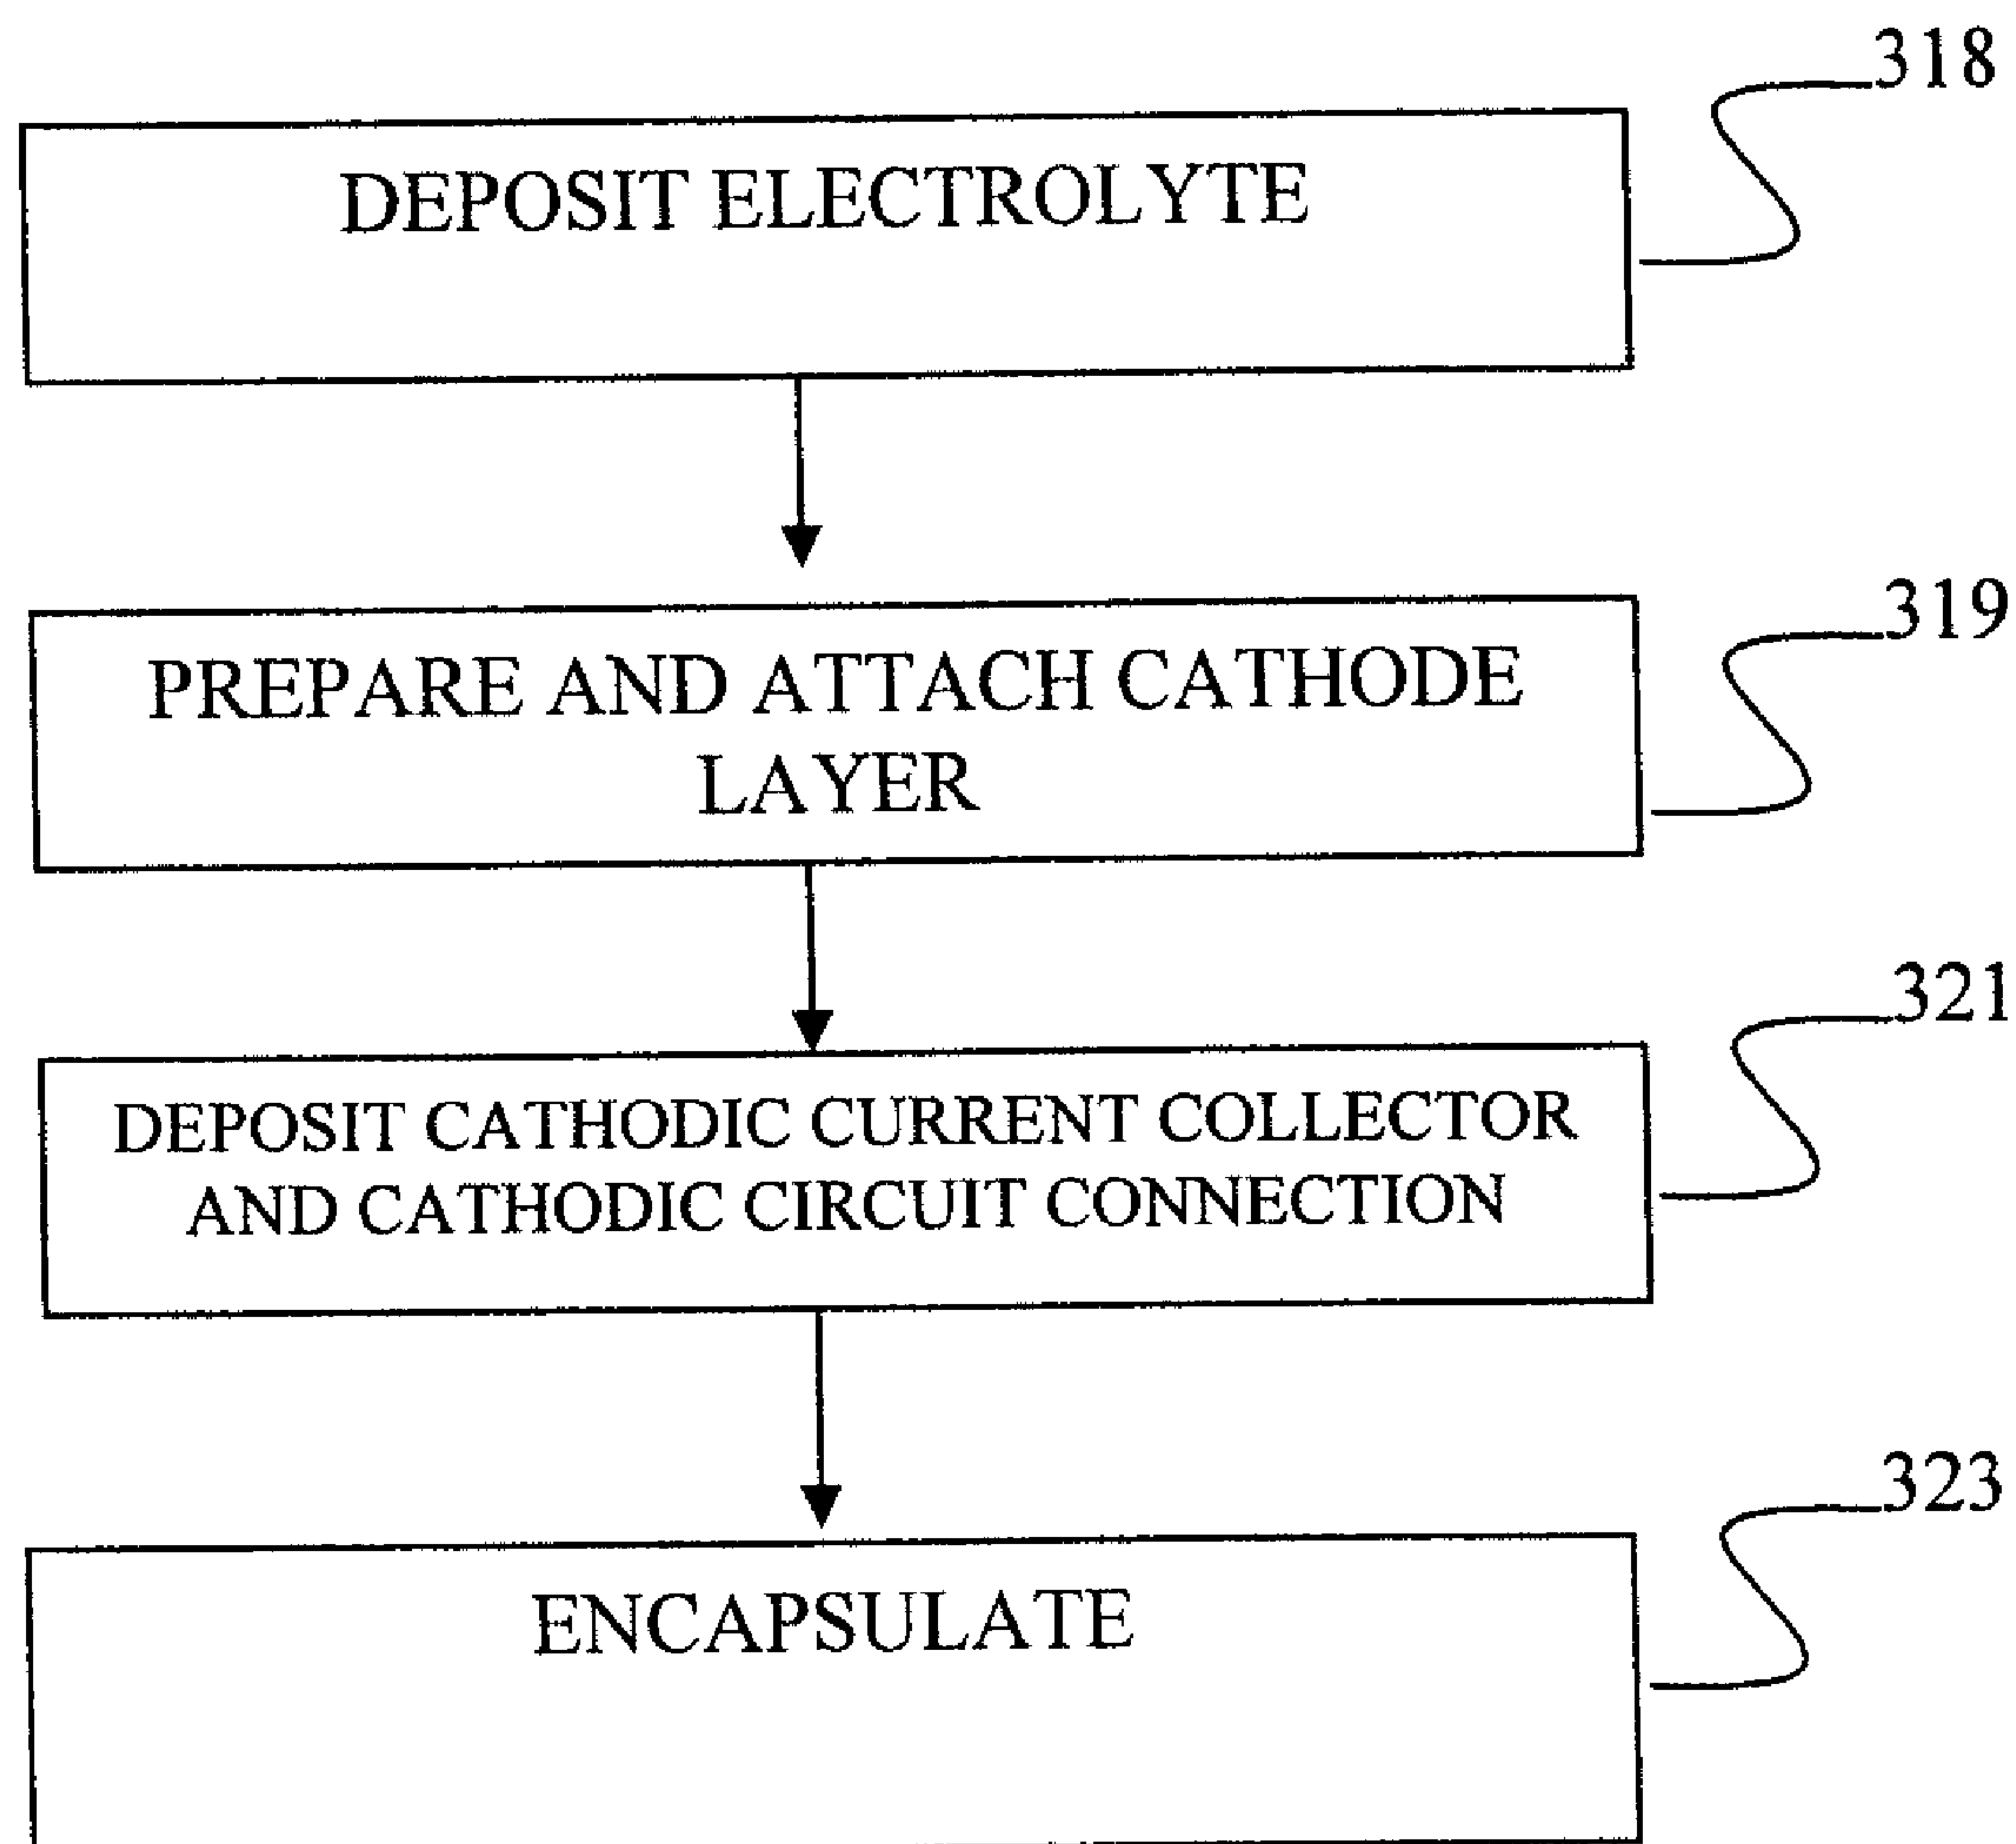 318
DEPOSIT ELECTROLYTE
319
PREPARE AND ATTACH CATHODE
LAYER
321
DEPOSIT CATHODIC CURRENT COLLECTOR
AND CATHODIC CIRCUIT CONNECTION
323
ENCAPSULATE